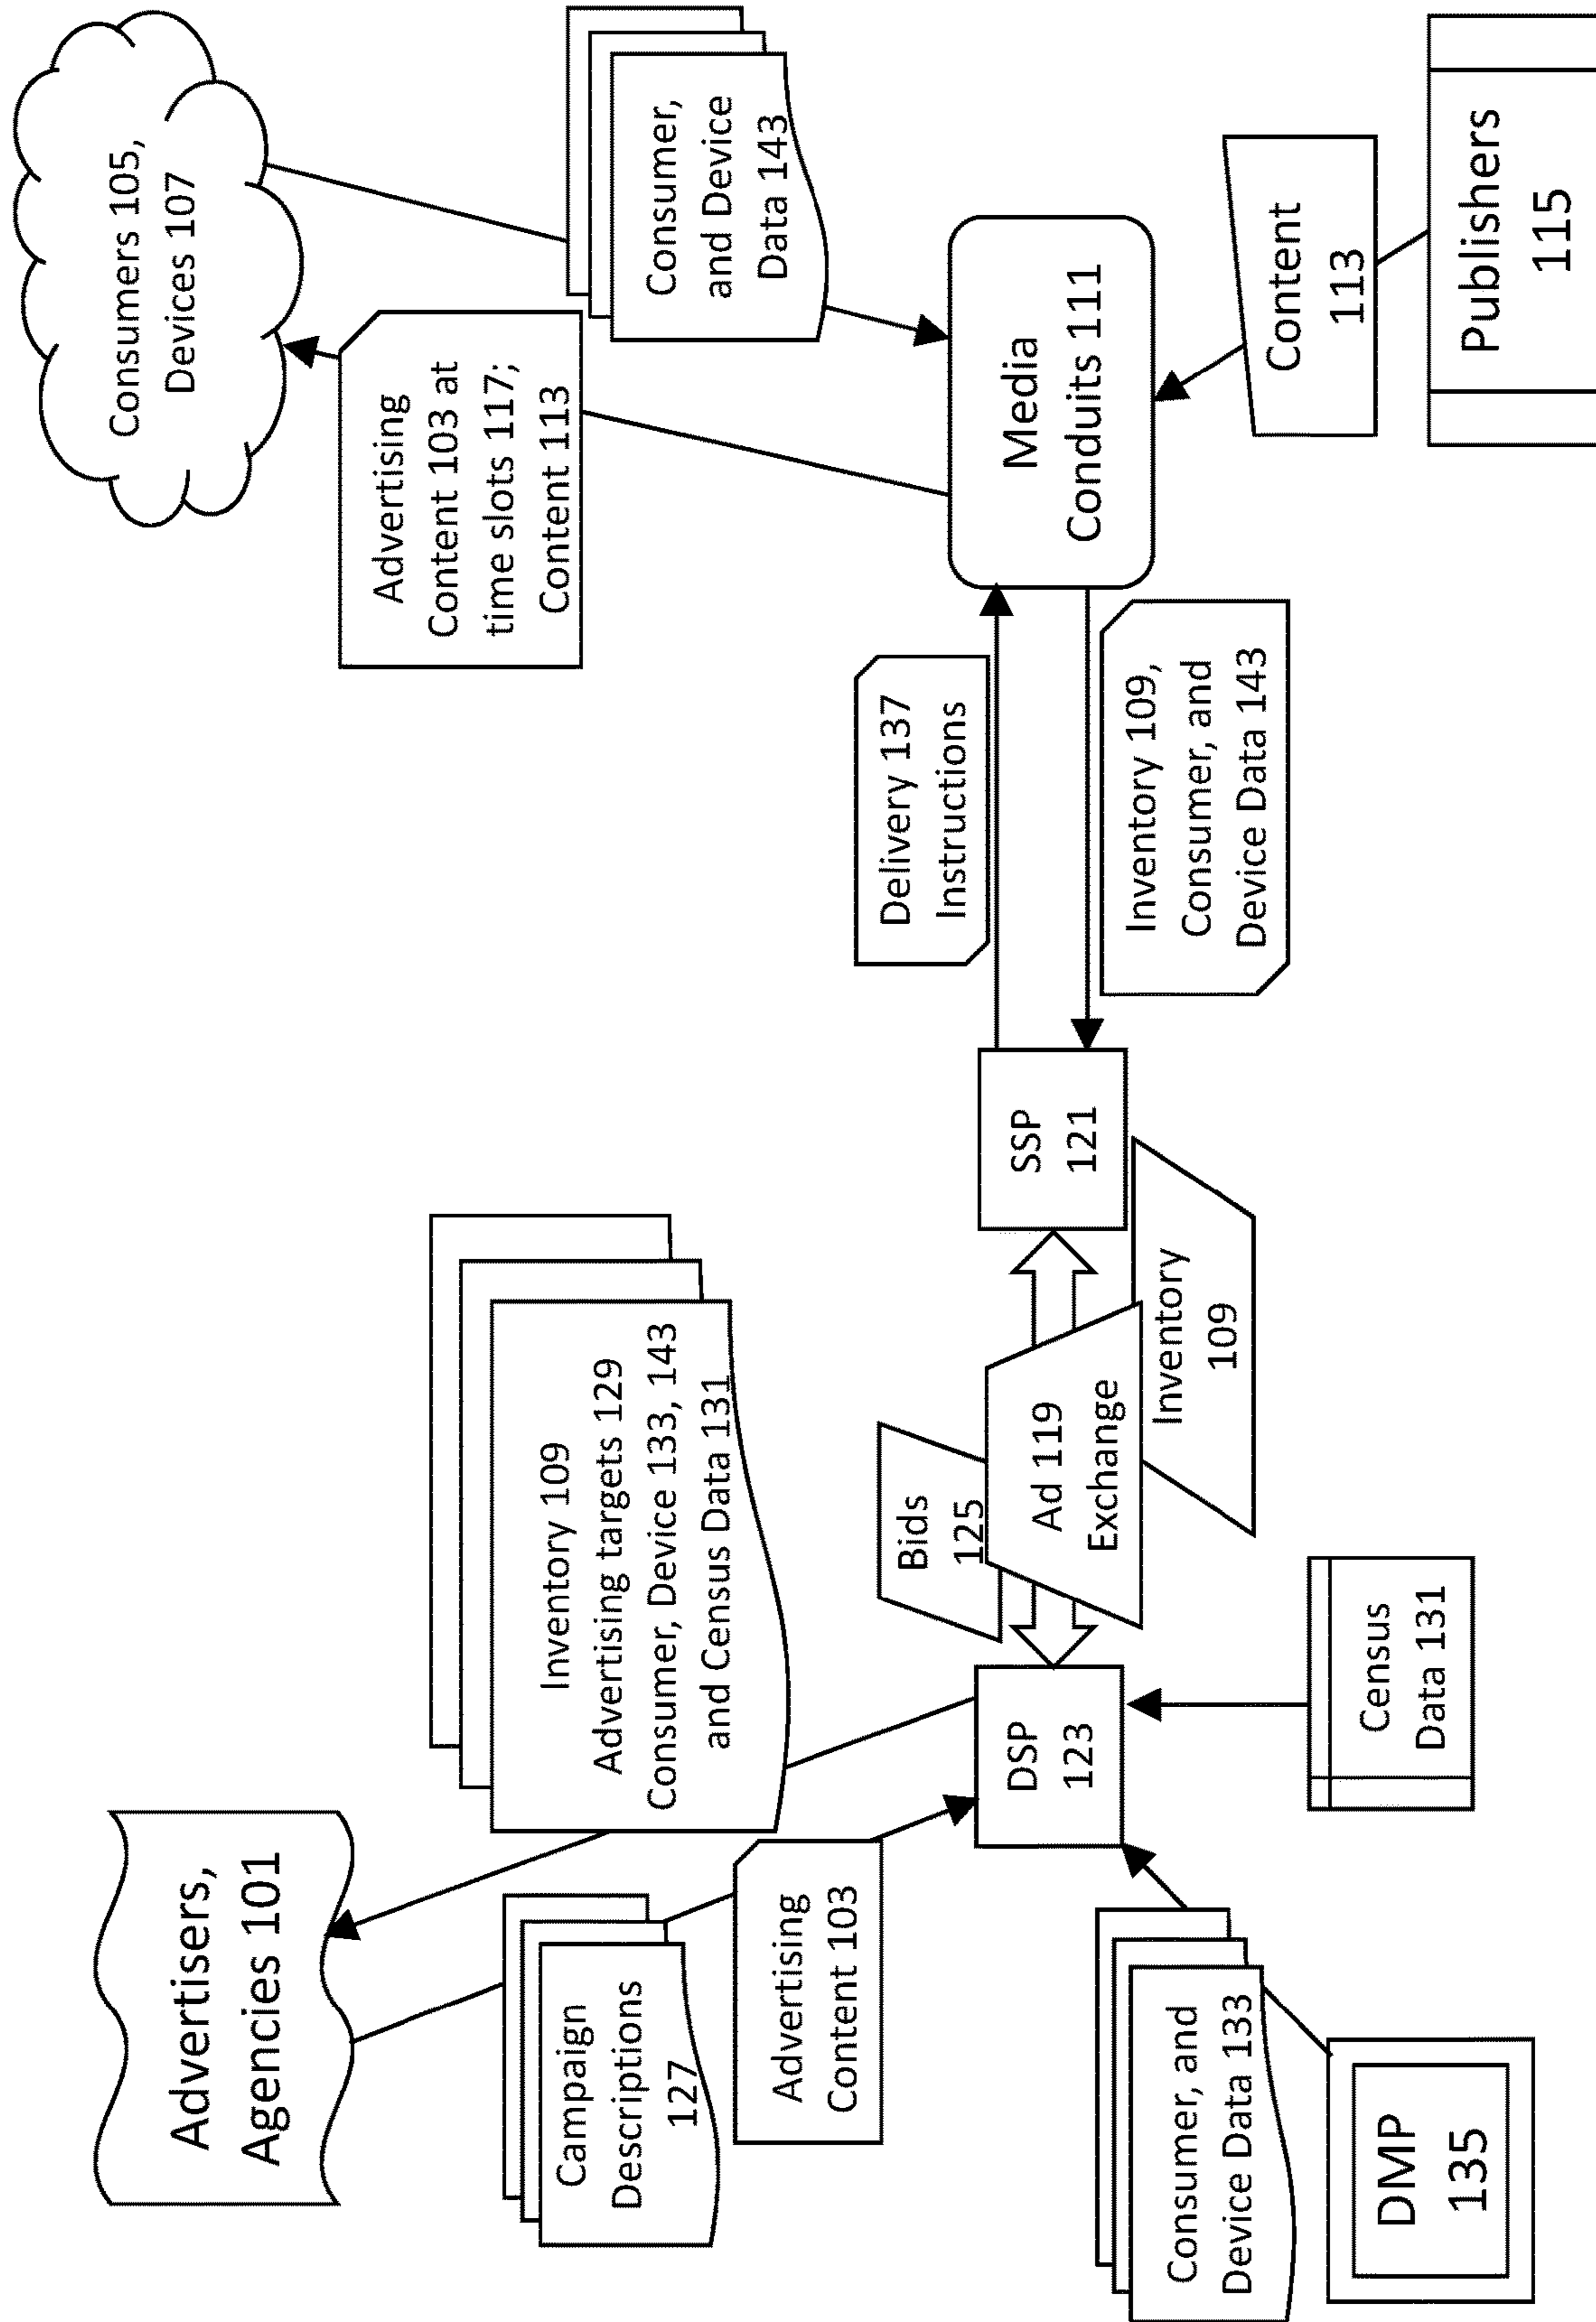 Advertisers,
Agencies 101
Consumers 105,
Devices 107
Inventory 109
Advertising targets 129
Consumer, Device 133, 143
and Census Data 131
Advertising
Content 103 at
time slots 117;
Content 113
Campaign
Descriptions
127
Advertising
Content 103
Consumer,
and Device
Data 143
Bids
125
Delivery 137
Instructions
DSP
123
Ad 119
Exchange
SSP
121
Media
Conduits 111
Inventory
109
Inventory 109,
Consumer, and
Device Data 143
Consumer, and
Device Data 133
Census
Data 131
Content
113
DMP
135
Publishers
115